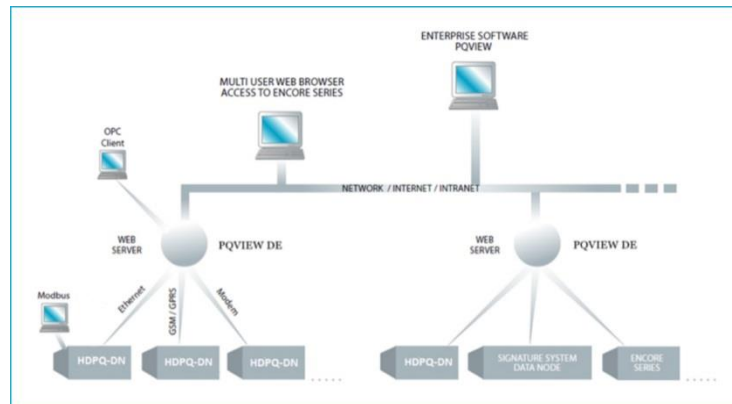 ENTERPRISE SOFTWARE
PQVIEW
MULTI USER WEB BROWSER
ACCESS TO ENCORE SERIES
OPC
Client
NETWORK / INTERNET / INTRANET
WEB
SERVER
PQVIEW DE
WEB
SERVER
PQVIEW DE
Modbus
Ethernet
GSM / GPRS
Modem
HDPQ-DN
HDPQ-DN
HDPQ-DN
HDPQ-DN
SIGNATURE SYSTEM
DATA NODE
ENCORE
SERIES